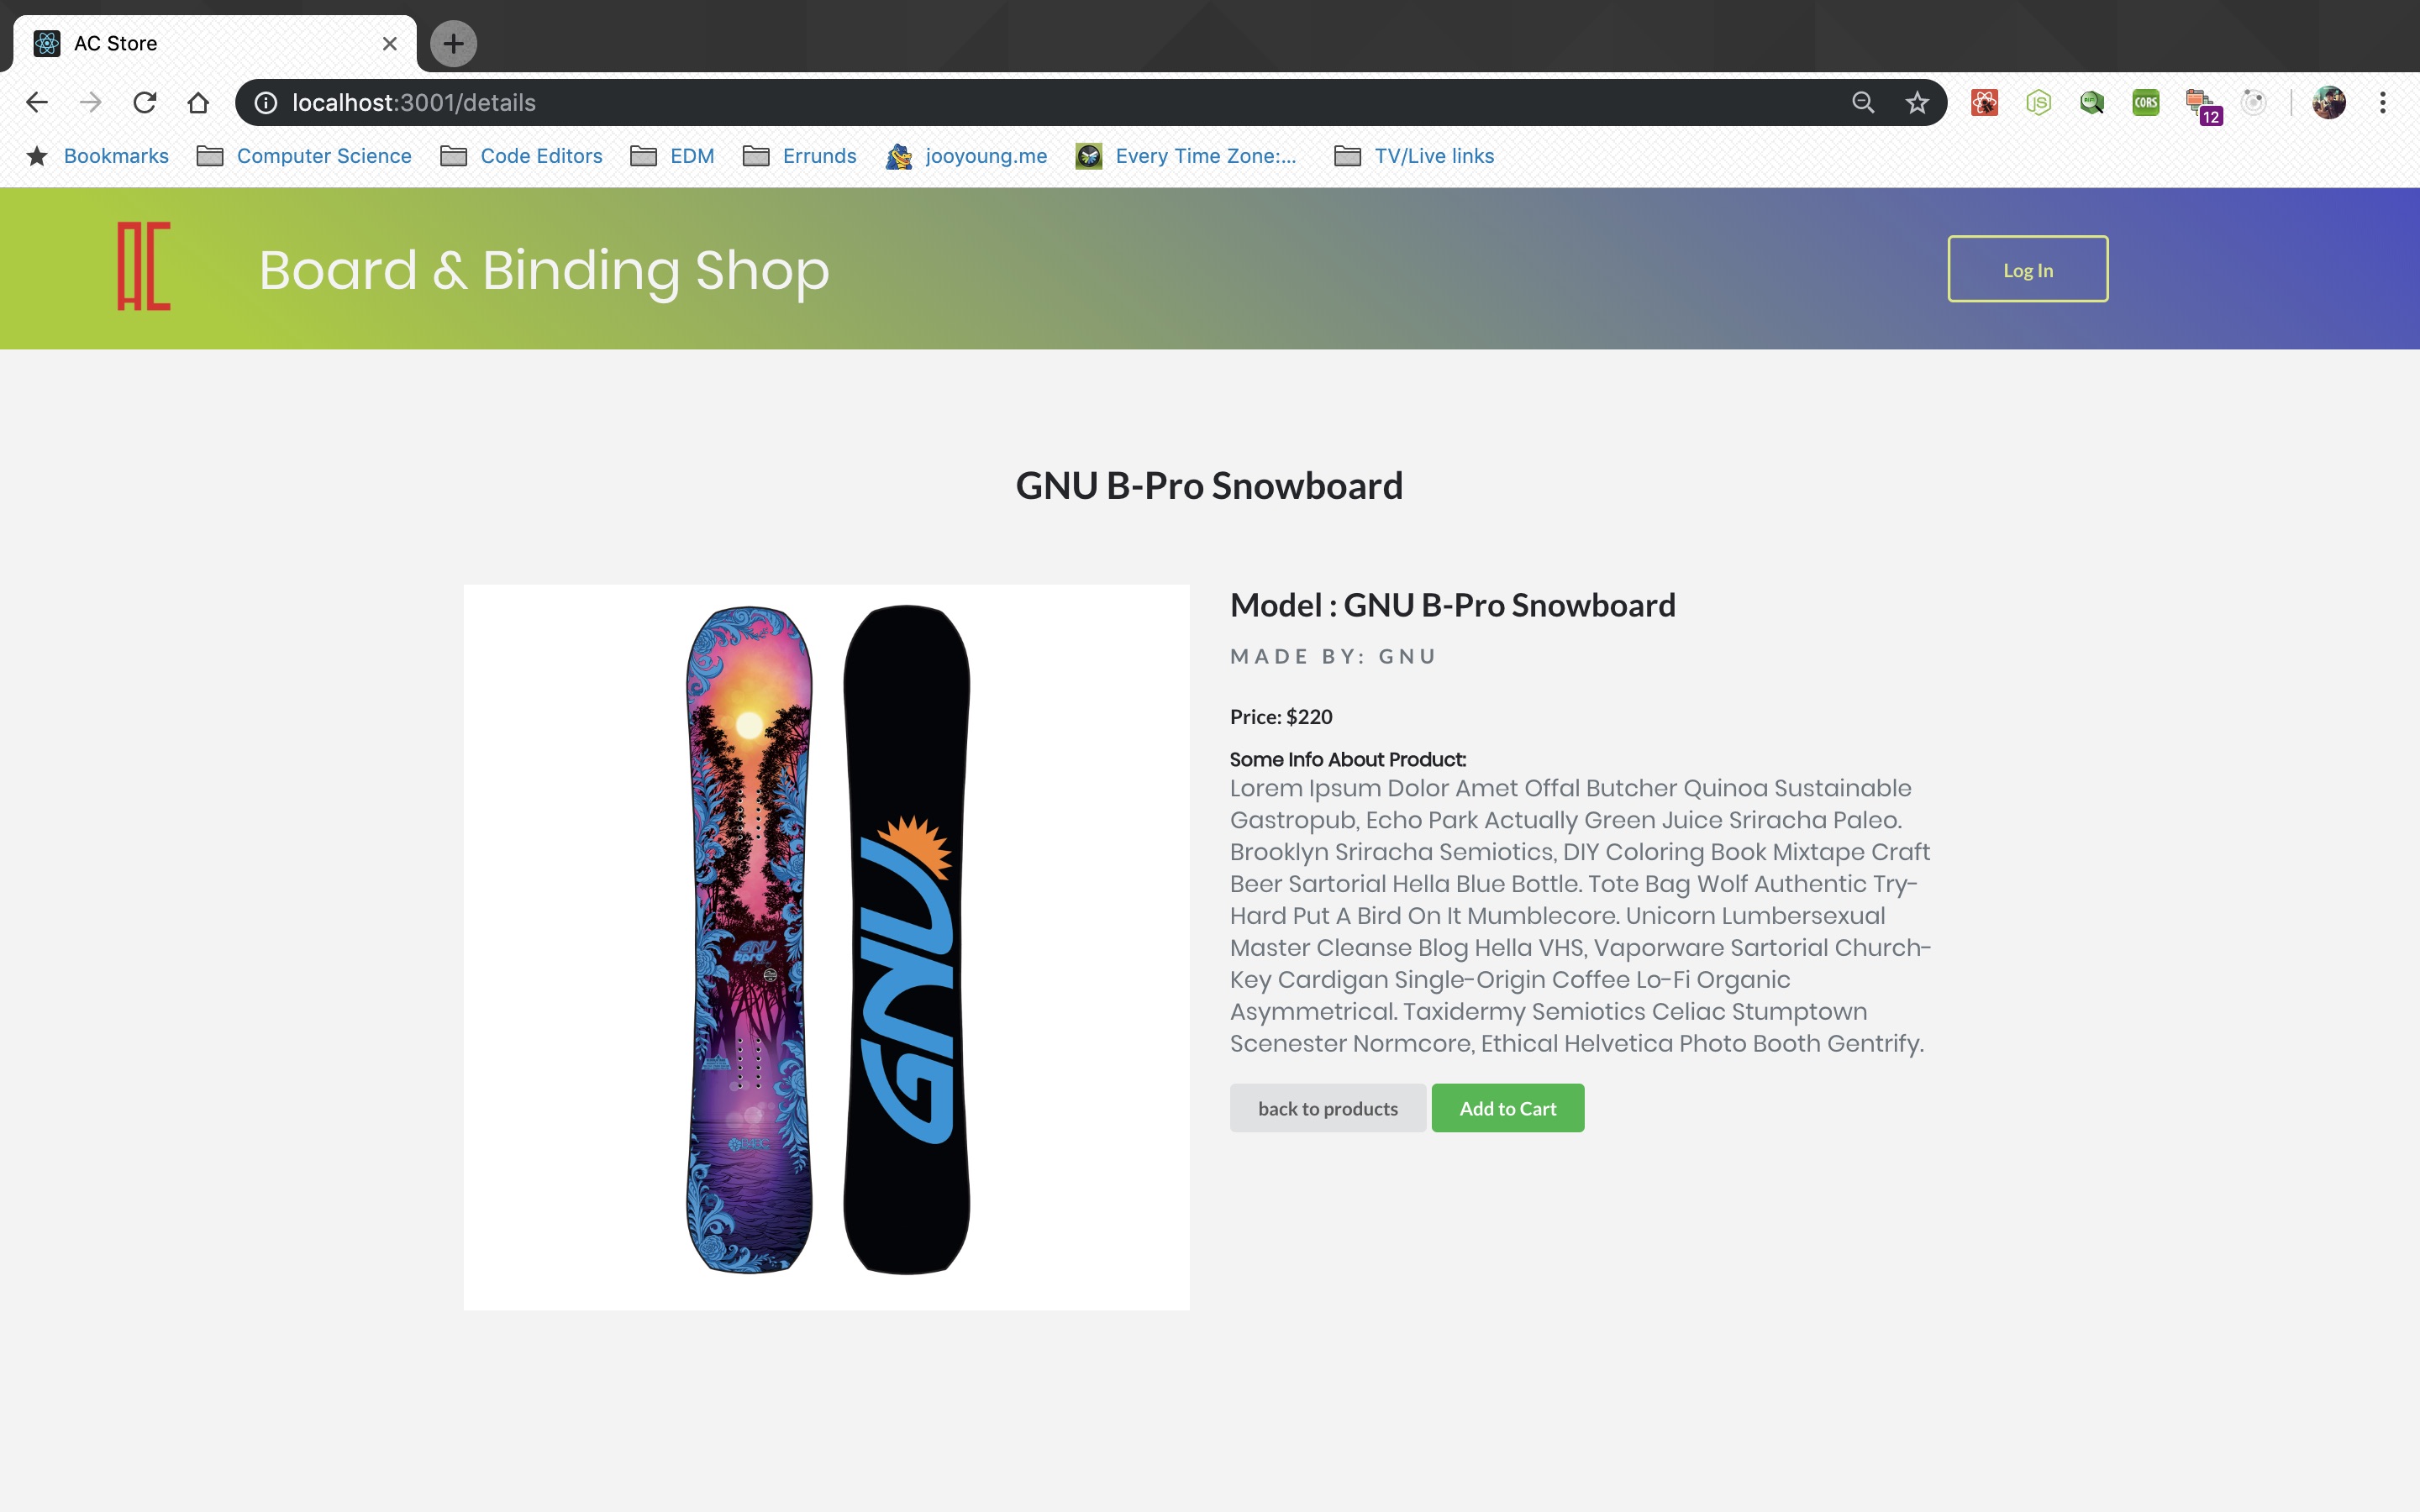 AC Store
localhost:3001/details
JS
CORS
12
Bookmarks
Computer Science
Code Editors
EDM
Errunds
jooyoung.me
Every Time Zone:...
TV/Live links
AC
Board & Binding Shop
Log In
GNU B-Pro Snowboard
Model : GNU B-Pro Snowboard
MADE BY: GNU
Price: $220
Some Info About Product:
Lorem Ipsum Dolor Amet Offal Butcher Quinoa Sustainable
Gastropub, Echo Park Actually Green Juice Sriracha Paleo.
Brooklyn Sriracha Semiotics, DIY Coloring Book Mixtape Craft
Beer Sartorial Hella Blue Bottle. Tote Bag Wolf Authentic Try-
Hard Put A Bird On It Mumblecore. Unicorn Lumbersexual
Master Cleanse Blog Hella VHS, Vaporware Sartorial Church-
Key Cardigan Single-Origin Coffee Lo-Fi Organic
Asymmetrical. Taxidermy Semiotics Celiac Stumptown
Scenester Normcore, Ethical Helvetica Photo Booth Gentrify.
back to products
Add to Cart
GNU
bpro
GNU